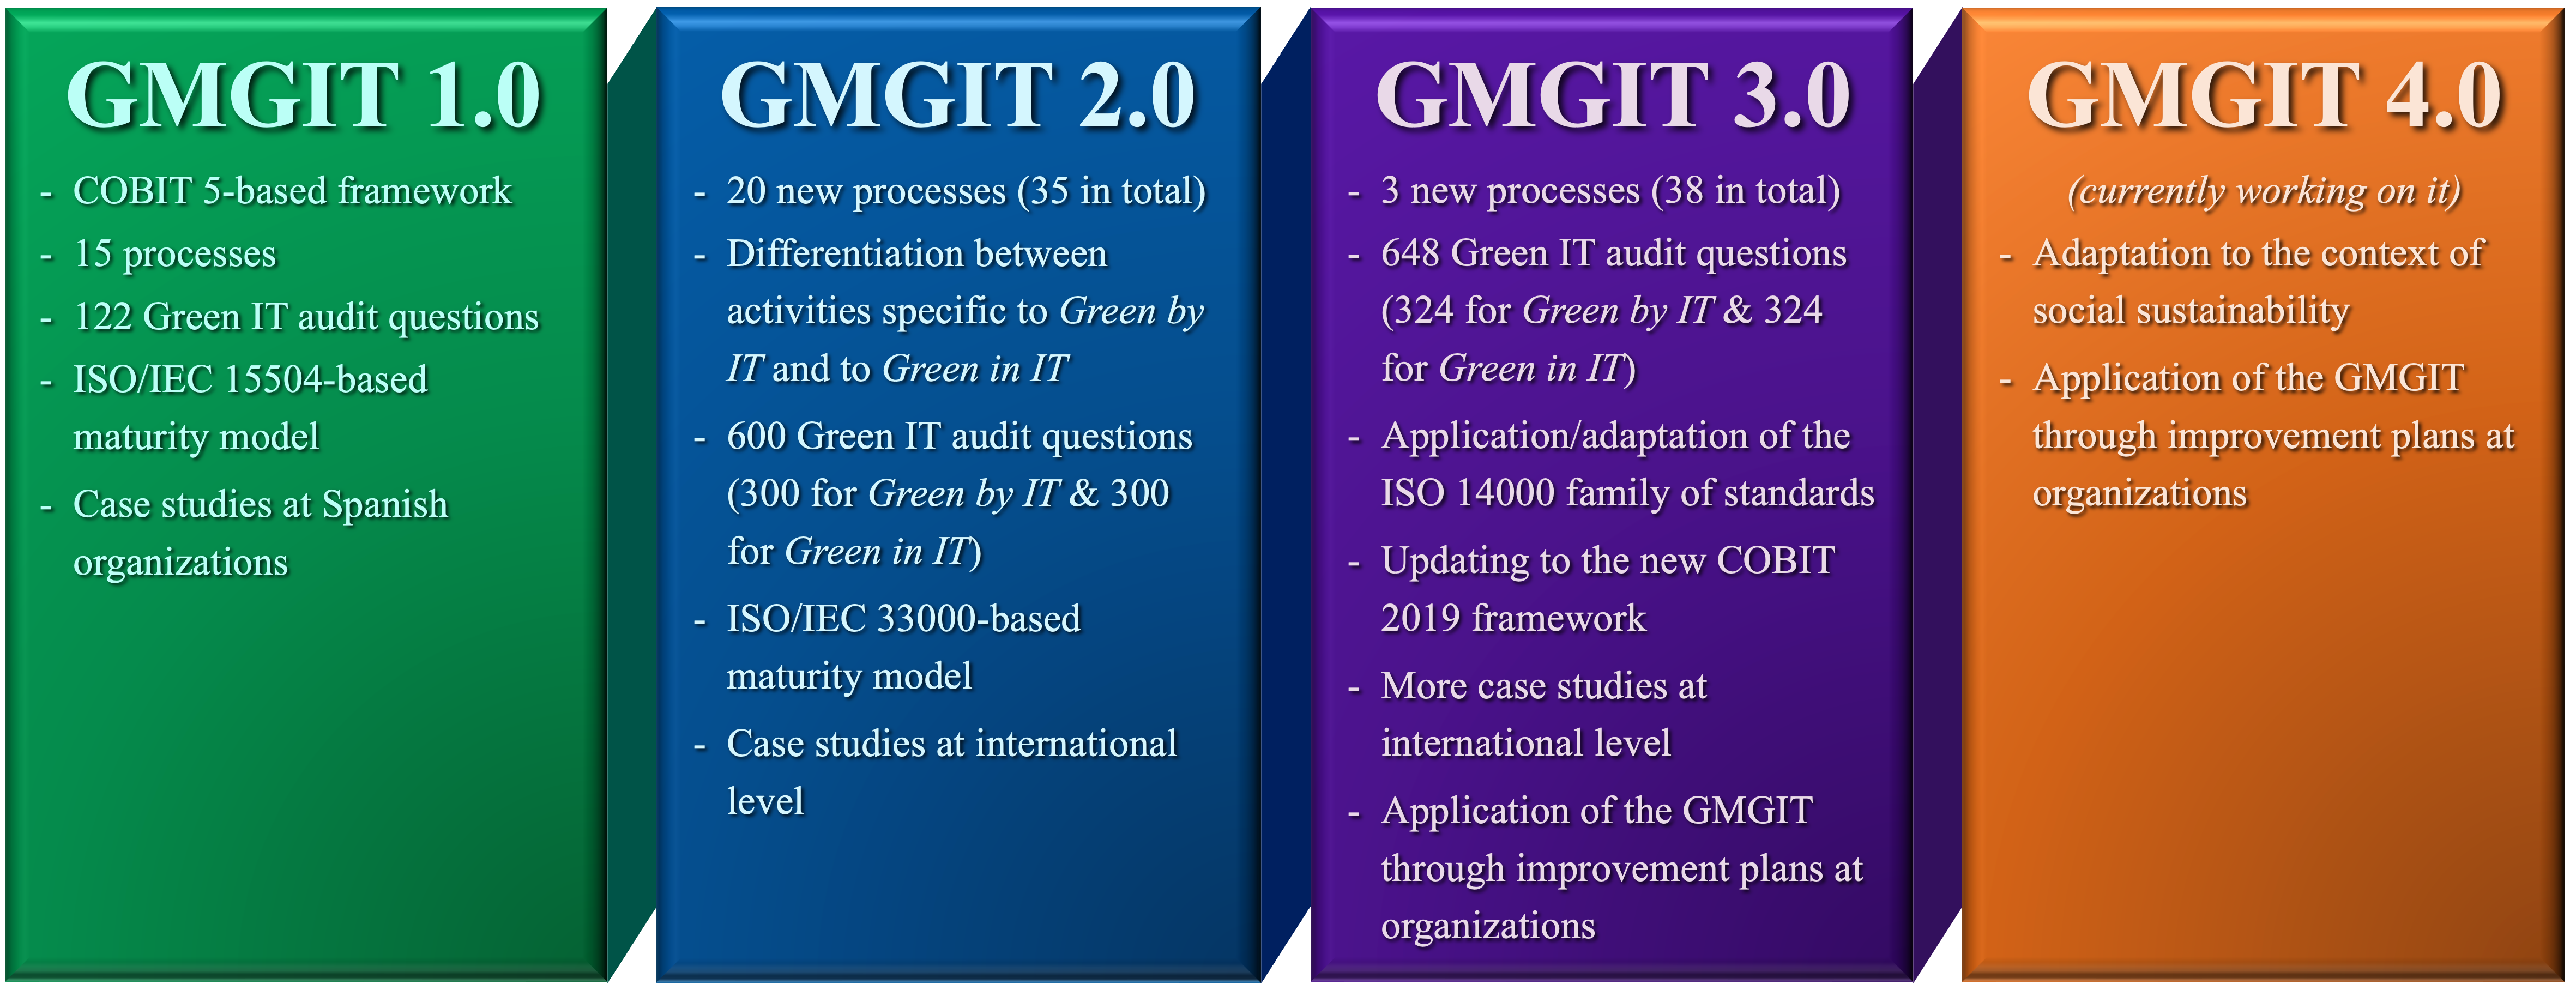 GMGIT 1.0
- COBIT 5-based framework
- 15 processes
- 122 Green IT audit questions
- ISO/IEC 15504-based
maturity model
- Case studies at Spanish
organizations
GMGIT 2.0
- 20 new processes (35 in total)
- Differentiation between
activities specific to Green by
IT and to Green in IT
- 600 Green IT audit questions
(300 for Green by IT & 300
for Green in IT)
- ISO/IEC 33000-based
maturity model
- Case studies at international
level
GMGIT 3.0
- 3 new processes (38 in total)
- 648 Green IT audit questions
(324 for Green by IT & 324
for Green in IT)
- Application/adaptation of the
ISO 14000 family of standards
- Updating to the new COBIT
2019 framework
- More case studies at
international level
- Application of the GMGIT
through improvement plans at
organizations
GMGIT 4.0
(currently working on it)
- Adaptation to the context of
social sustainability
- Application of the GMGIT
through improvement plans at
organizations